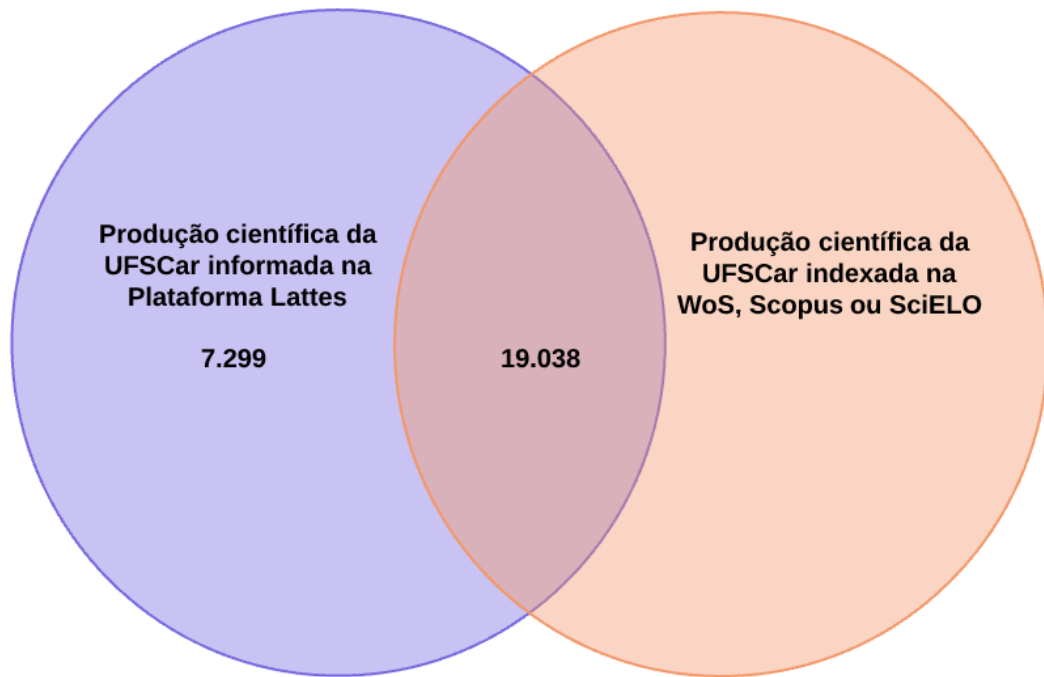 Produção científica da
UFSCar informada na
Plataforma Lattes
7.299
19.038
Produção científica da
UFSCar indexada na
WoS, Scopus ou SciELO